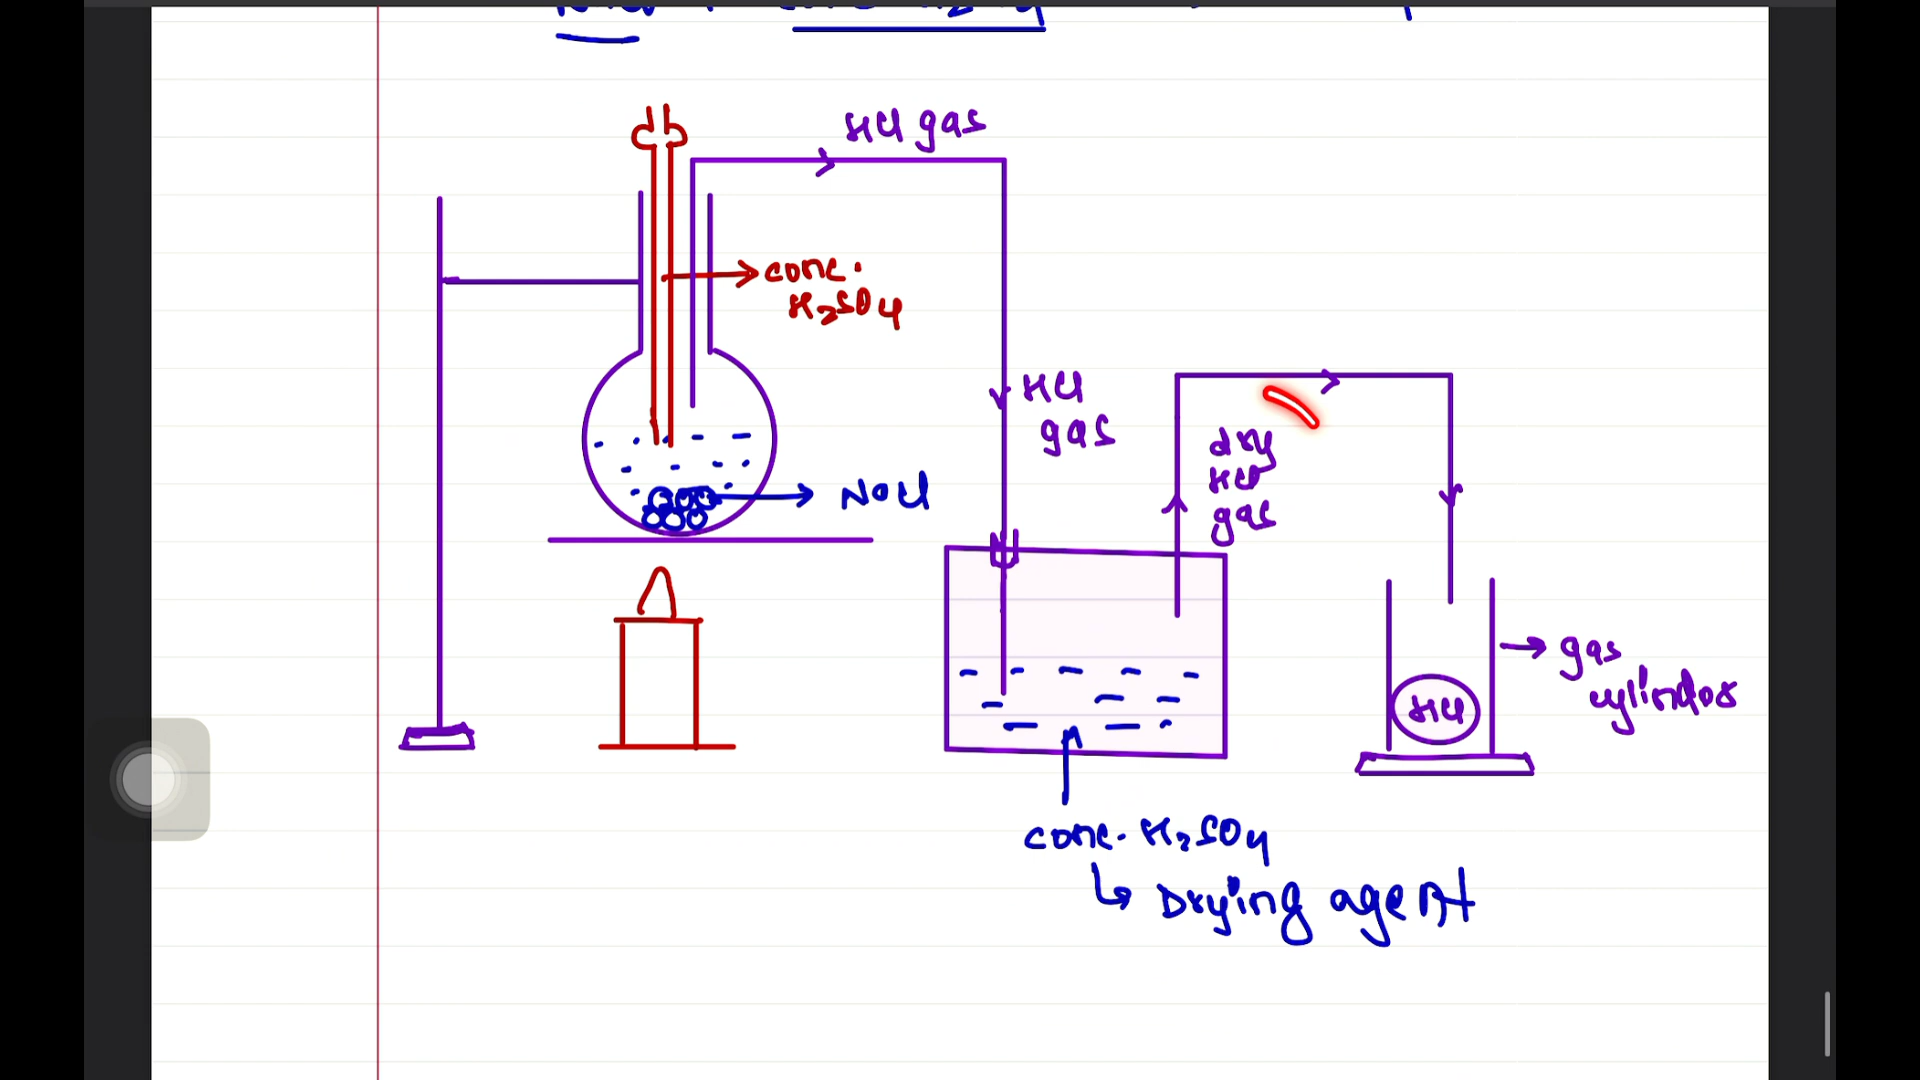 HCl gas
conc.
H2SO4
HCl
gas
dry
HCl
gas
NaCl
gas
cylinder
HCl
conc. H2SO4
↳ Drying agent